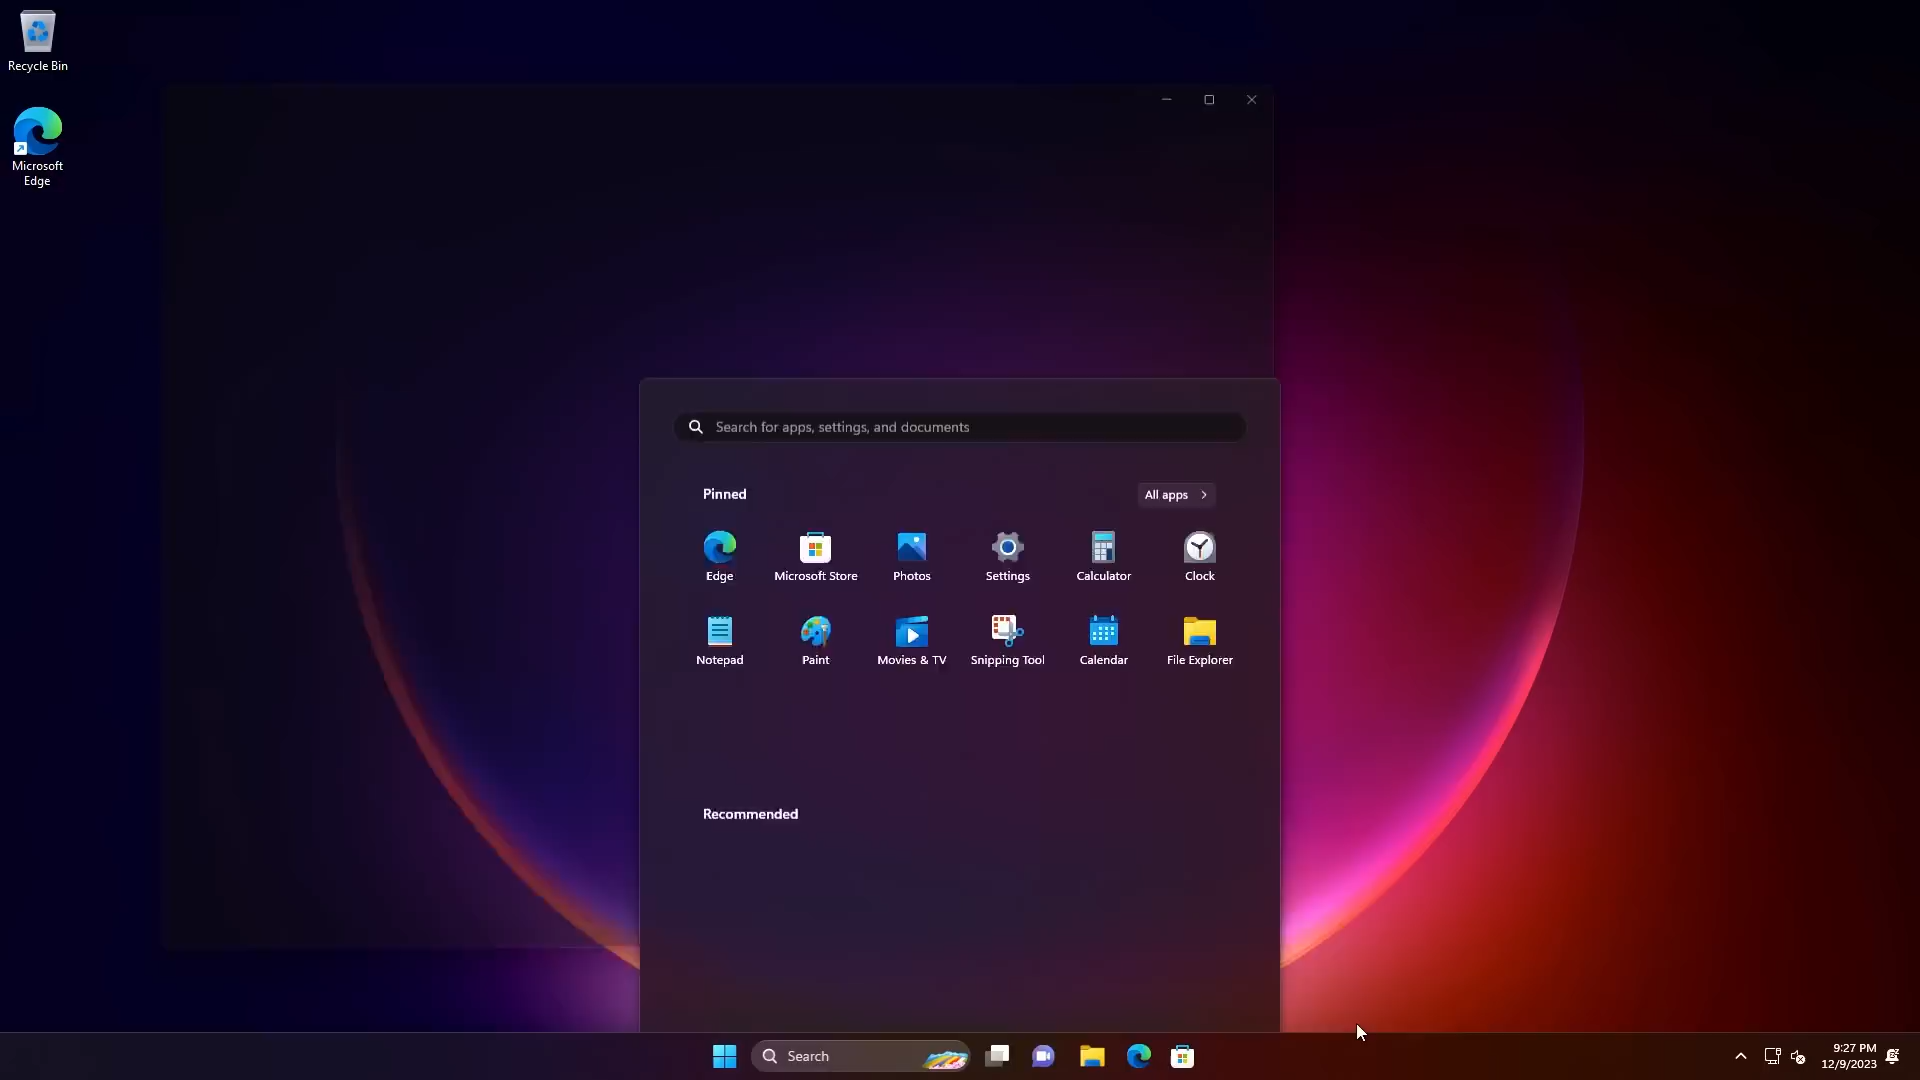 Recycle Bin
Microsoft
Edge
Search for apps, settings, and documents
Pinned
All apps
Edge
Microsoft Store
Photos
Settings
Calculator
Clock
Notepad
Paint
Movies & TV
Snipping Tool
Calendar
File Explorer
Recommended
Search
9:27 PM
12/9/2023